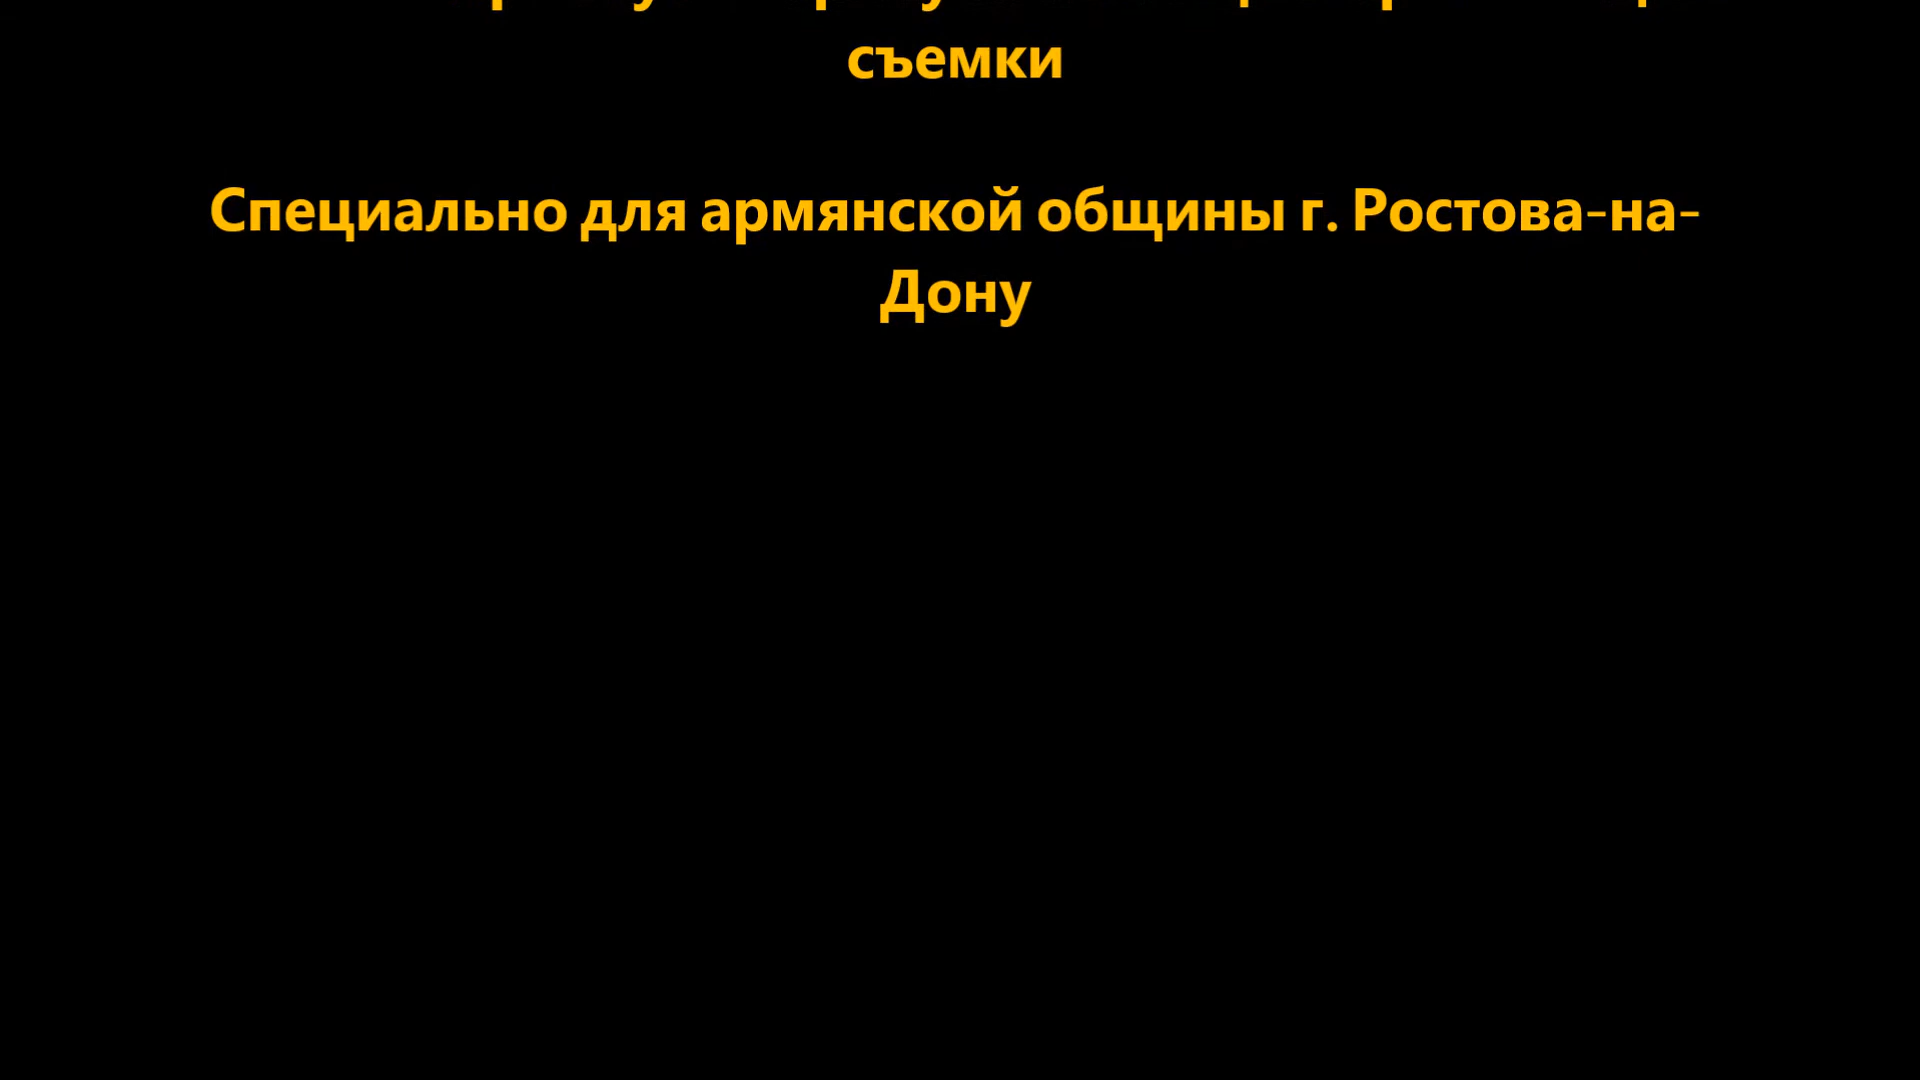 съемки
Специально для армянской общины г. Ростова-на-
Дону